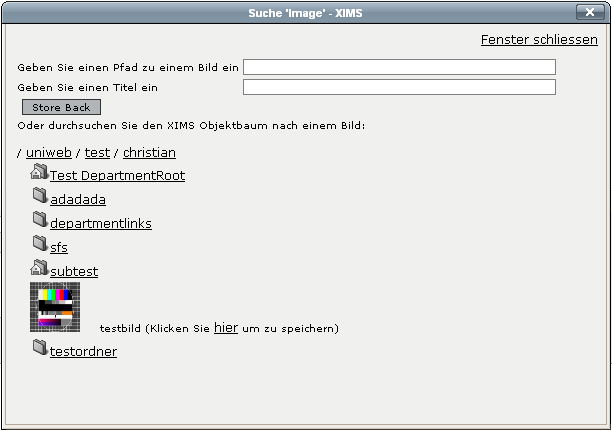 Suche 'Image' - XIMS
Fenster schliessen
Geben Sie einen Pfad zu einem Bild ein
Geben Sie einen Titel ein
Store Back
Oder durchsuchen Sie den XIMS Objektbaum nach einem Bild:
/ uniweb / test / christian
Test DepartmentRoot
adadada
departmentlinks
sfs
subtest
testbild (Klicken Sie hier um zu speichern)
testordner